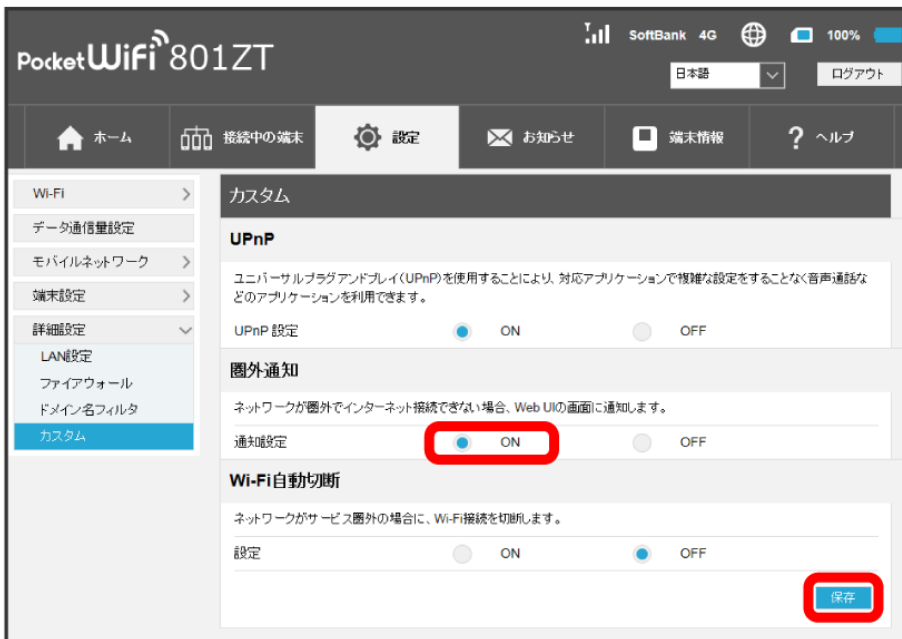 SoftBank 4G 100%
Pocket WiFi 801ZT
日本語 ログアウト
ホーム 接続中の端末 設定 お知らせ 端末情報 ? ヘルプ
Wi-Fi
データ通信量設定
モバイルネットワーク
端末設定
詳細設定
LAN設定
ファイアウォール
ドメイン名フィルタ
カスタム
カスタム
UPnP
ユニバーサルプラグアンドプレイ(UPnP)を使用することにより、対応アプリケーションで複雑な設定をすることなく音声通話な
どのアプリケーションを利用できます。
UPnP 設定 ON OFF
圏外通知
ネットワークが圏外でインターネット接続できない場合、Web UIの画面に通知します。
通知設定 ON OFF
Wi-Fi自動切断
ネットワークがサービス圏外の場合に、Wi-Fi接続を切断します。
設定 ON OFF
保存